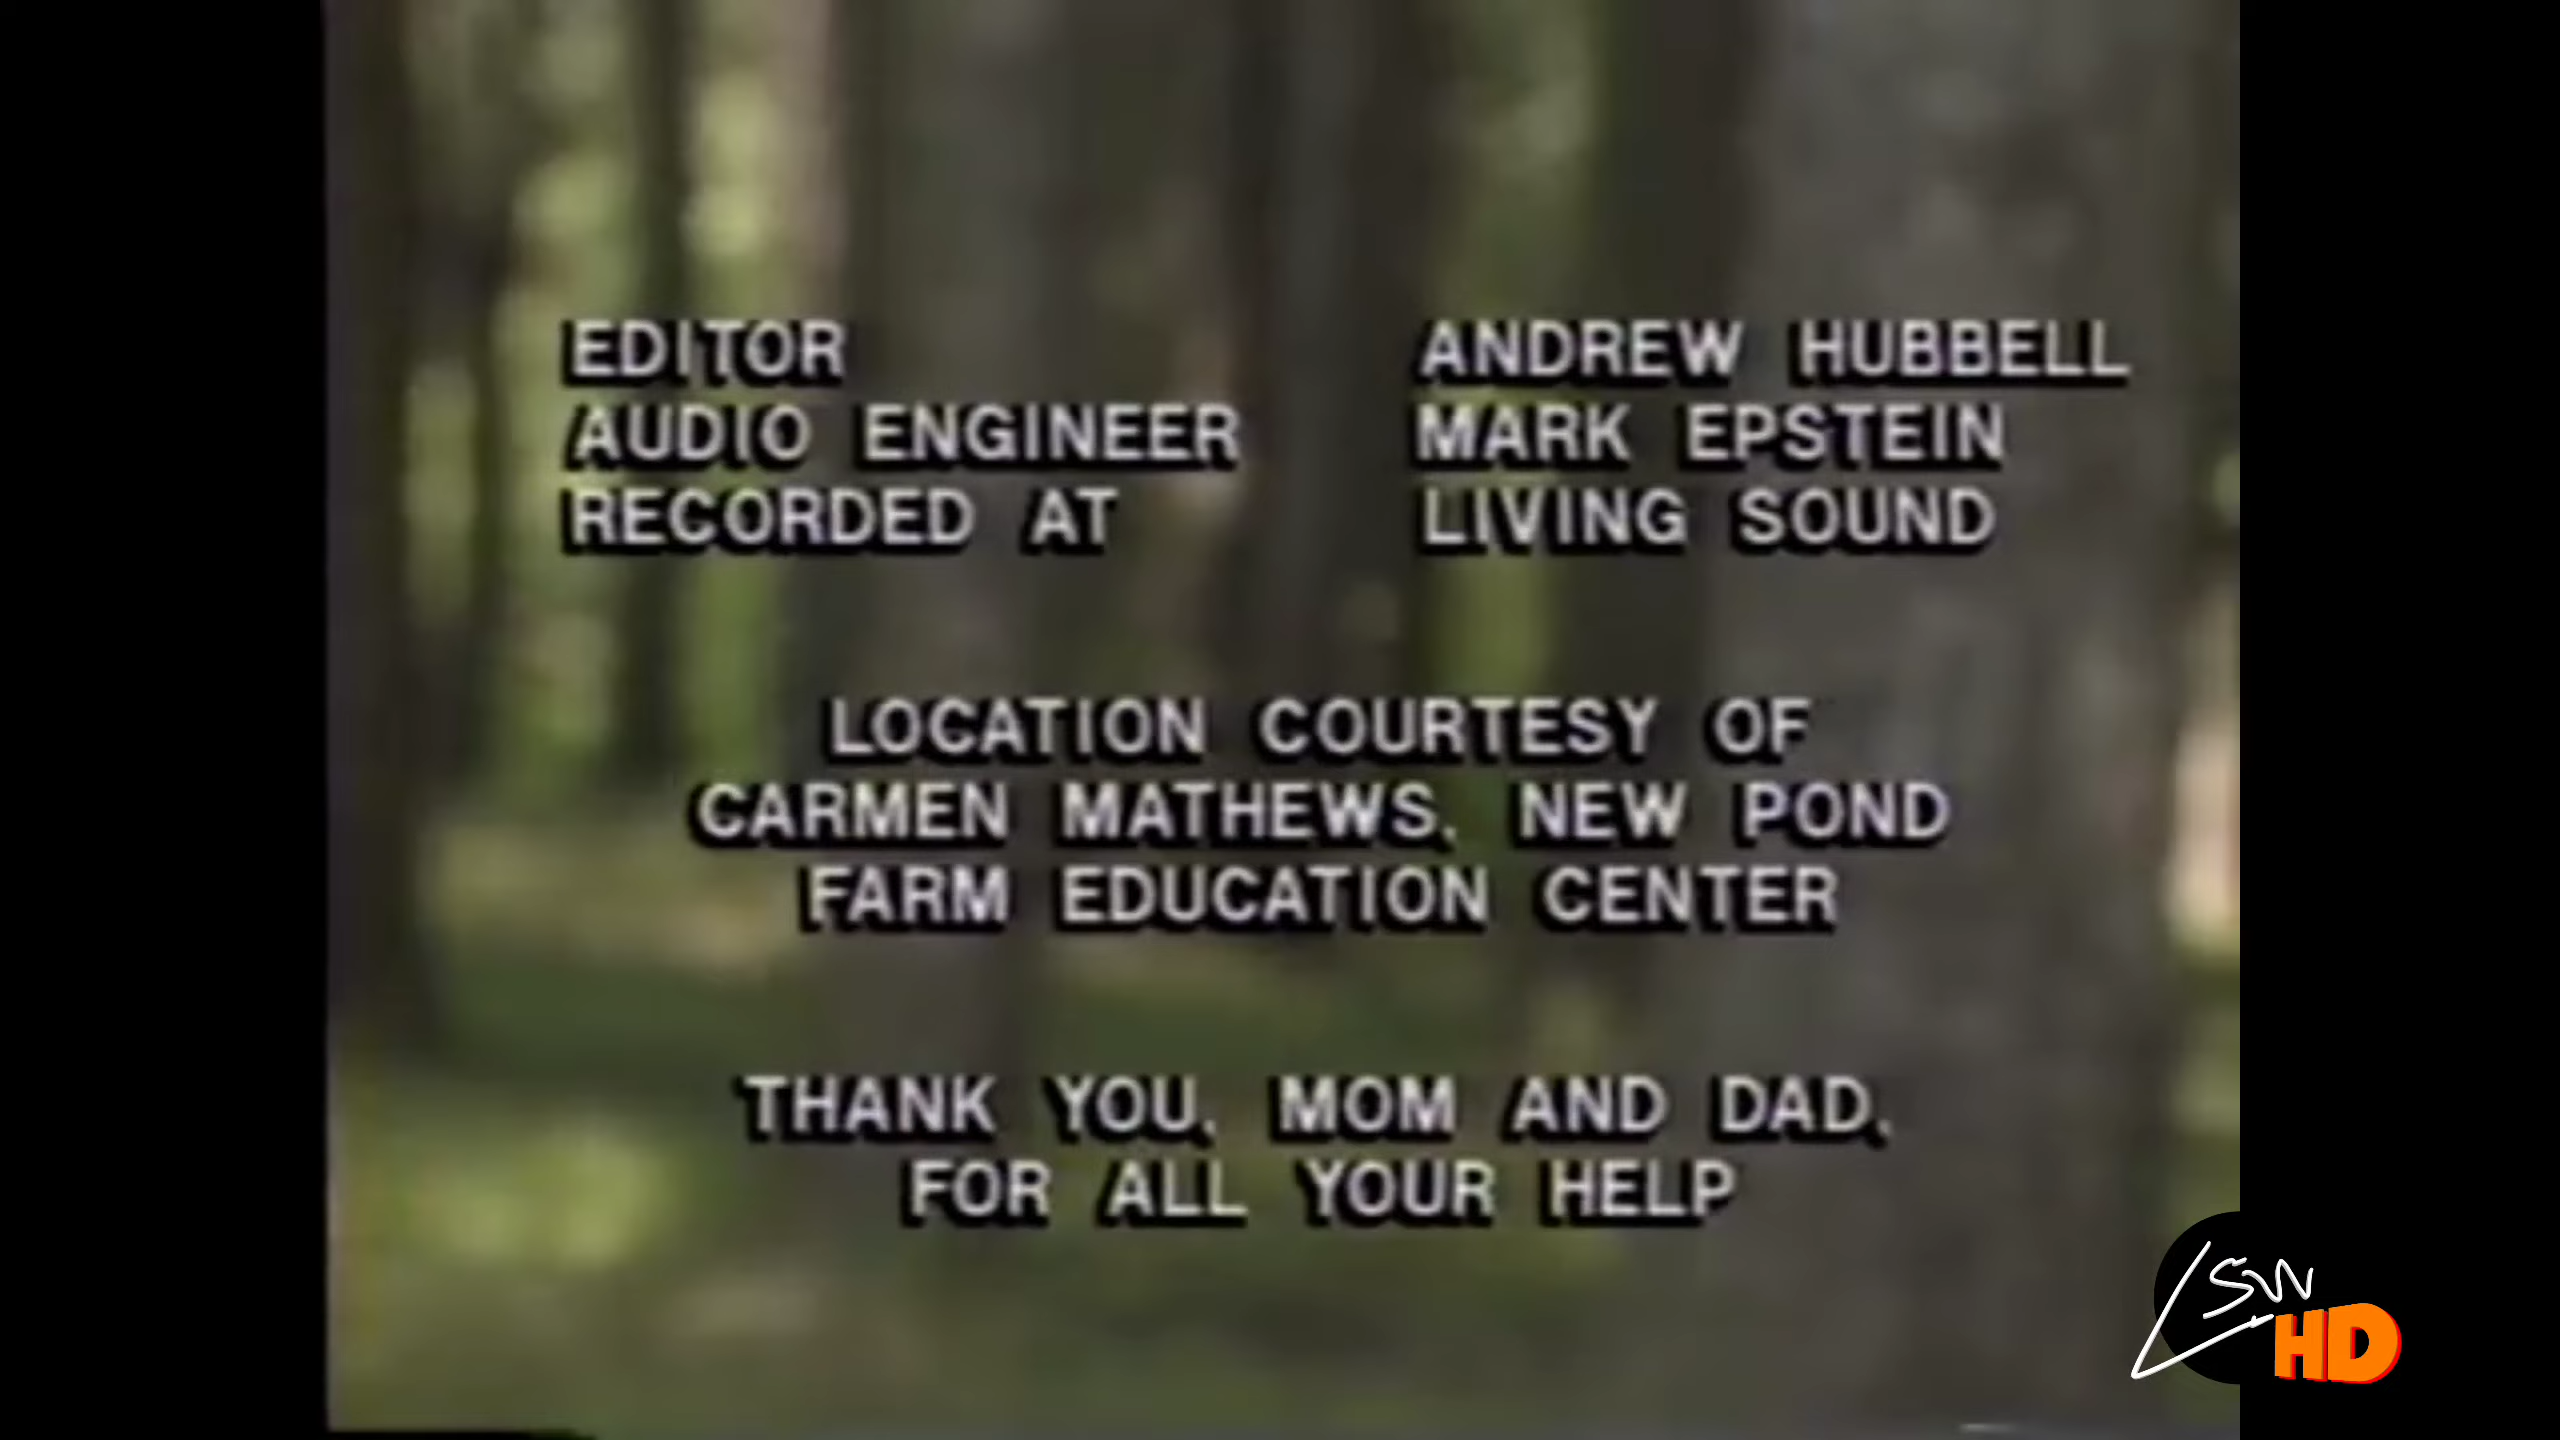 EDITOR ANDREW HUBBELL
AUDIO ENGINEER MARK EPSTEIN
RECORDED AT LIVING SOUND
LOCATION COURTESY OF
CARMEN MATHEWS, NEW POND
FARM EDUCATION CENTER
THANK YOU, MOM AND DAD,
FOR ALL YOUR HELP
LSW
HD